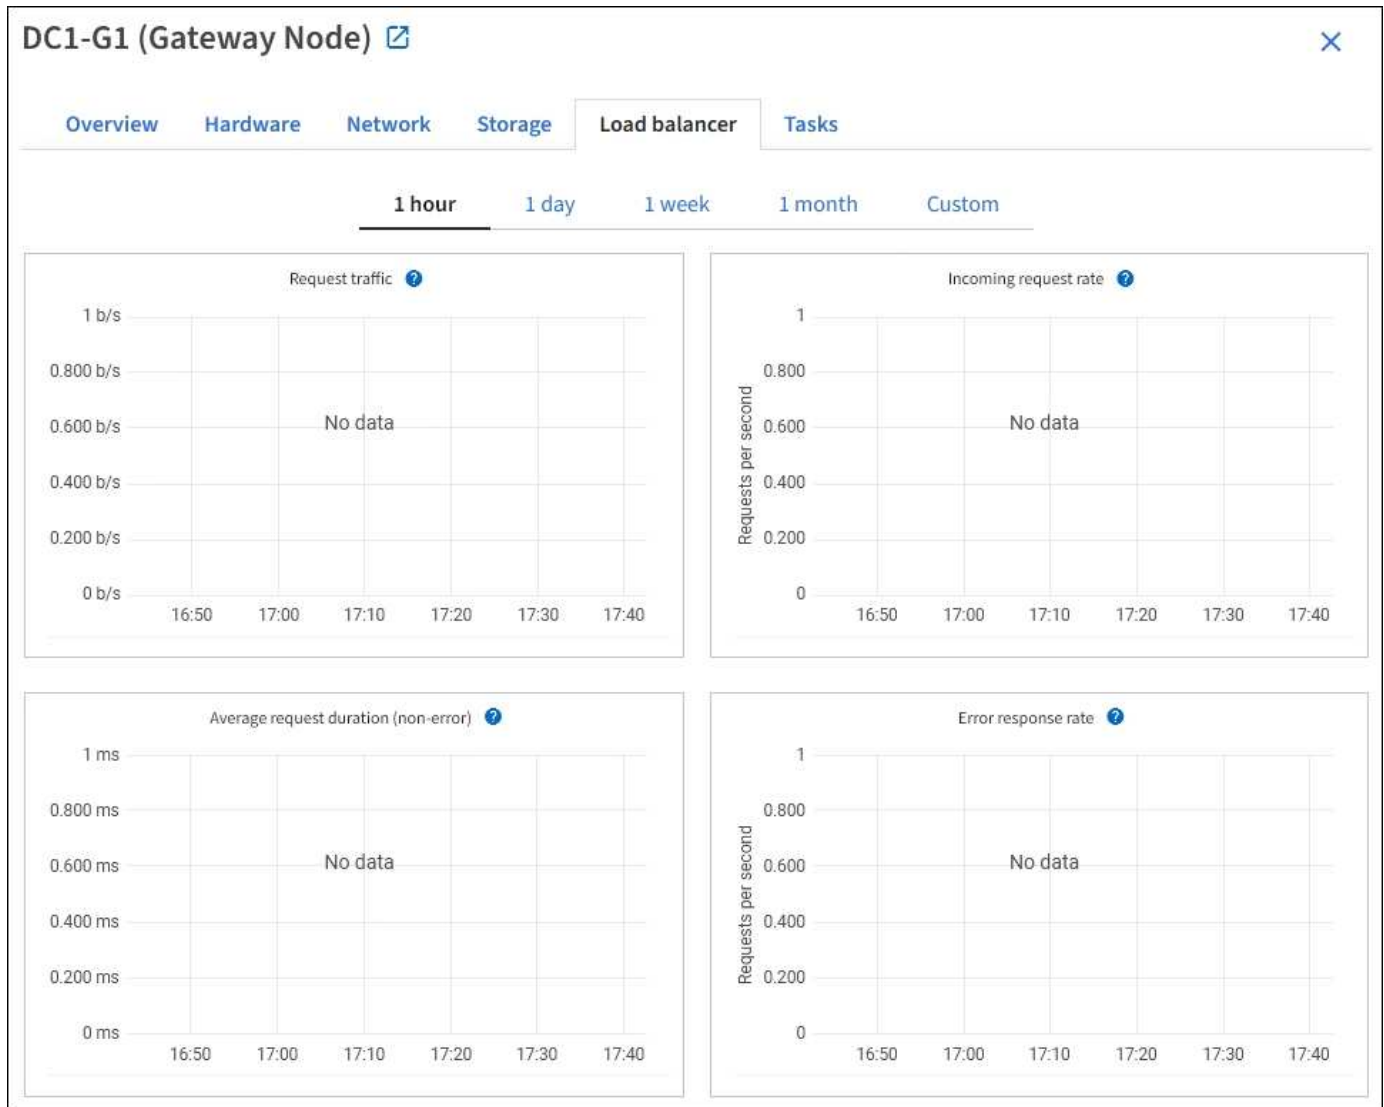 DC1-G1 (Gateway Node)
Overview Hardware Network Storage Load balancer Tasks
1 hour 1 day 1 week 1 month Custom
Request traffic ?
1 b/s
0.800 b/s
0.600 b/s
0.400 b/s
0.200 b/s
0 b/s
No data
16:50 17:00 17:10 17:20 17:30 17:40
Incoming request rate ?
Requests per second
1
0.800
0.600
0.400
0.200
0
No data
16:50 17:00 17:10 17:20 17:30 17:40
Average request duration (non-error) ?
1 ms
0.800 ms
0.600 ms
0.400 ms
0.200 ms
0 ms
No data
16:50 17:00 17:10 17:20 17:30 17:40
Error response rate ?
Requests per second
1
0.800
0.600
0.400
0.200
0
No data
16:50 17:00 17:10 17:20 17:30 17:40